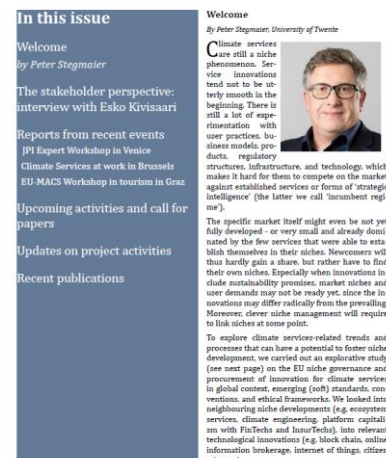 In this issue
Welcome
by Peter Stegmaier
The stakeholder perspective:
interview with Esko Kivisaari
Reports from recent events
JPI Expert Workshop in Venice
Climate Services at work in Brussels
EU-MACS Workshop in tourism in Graz
Upcoming activities and call for
papers
Updates on project activities
Recent publications
Welcome
By Peter Stegmaier, University of Twente
Climate services
are still a niche
phenomenon. Ser-
vice innovations
tend not to be ut-
terly smooth in the
beginning. There is
still a lot of expe-
rimentation with
user practices, bu-
siness models, pro-
ducts, regulatory
structures, infrastructure, and technology, which
makes it hard for them to compete on the market
against established services or forms of 'strategic
intelligence' (the latter we call 'incumbent regi-
me').
The specific market itself might even be not yet
fully developed - or very small and already domi-
nated by the few services that were able to esta-
blish themselves in their niches. Newcomers will
thus hardly gain a share, but rather have to find
their own niches. Especially when innovations in-
clude sustainability promises, market niches and
user demands may not be ready yet, since the in-
novations may differ radically from the prevailing.
Moreover, clever niche management will require
to link niches at some point.
To explore climate services-related trends and
processes that can have a potential to foster niche
development, we carried out an explorative study
(see next page) on the EU niche governance and
procurement of innovation for climate services
in global context, emerging (soft) standards, con-
ventions, and ethical frameworks. We looked into
neighbouring niche developments (e.g. ecosystem
services, climate engineering, platform capitali-
sm with FinTechs and InsurTechs), into relevant
technological innovations (e.g. block chain, online
information brokerage, internet of things, citizen